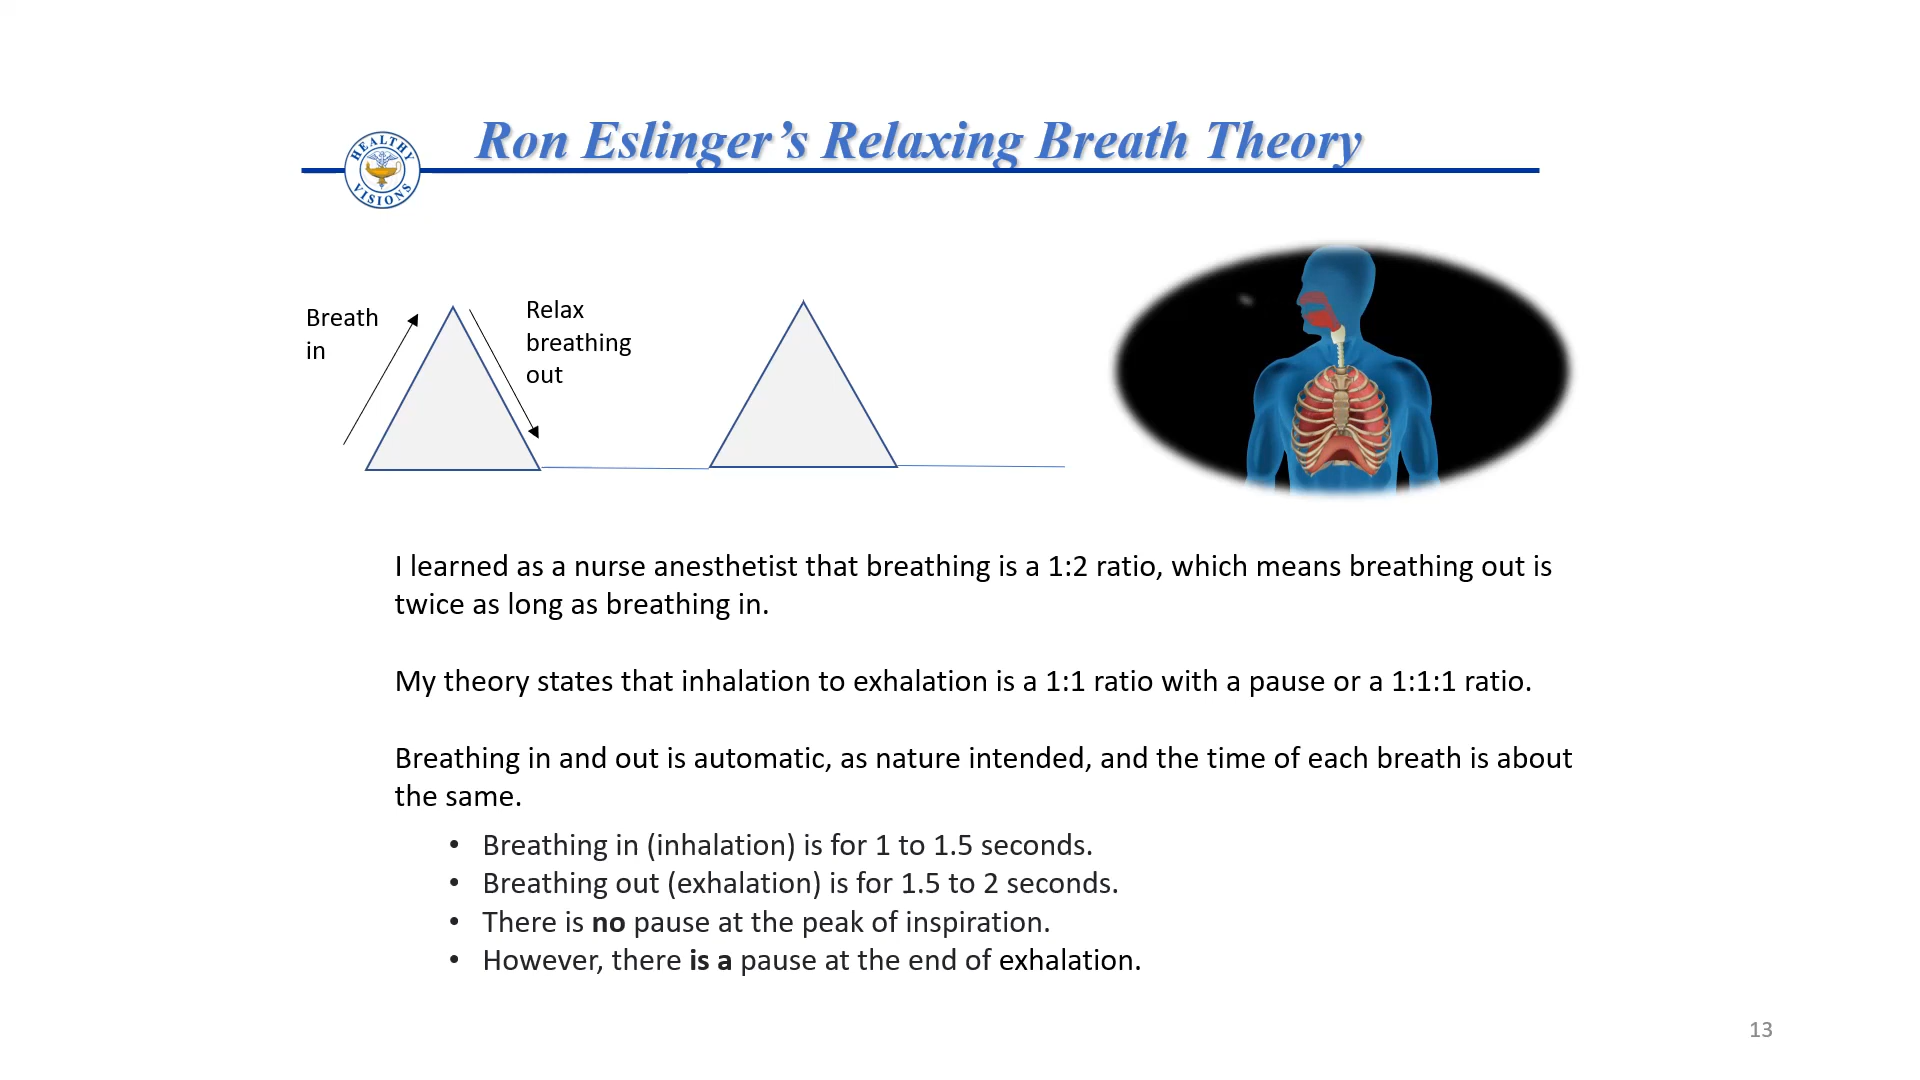 Ron Eslinger’s Relaxing Breath Theory
HEALTHY
VISIONS
Breath
in
Relax
breathing
out
I learned as a nurse anesthetist that breathing is a 1:2 ratio, which means breathing out is
twice as long as breathing in.
My theory states that inhalation to exhalation is a 1:1 ratio with a pause or a 1:1:1 ratio.
Breathing in and out is automatic, as nature intended, and the time of each breath is about
the same.
• Breathing in (inhalation) is for 1 to 1.5 seconds.
• Breathing out (exhalation) is for 1.5 to 2 seconds.
• There is no pause at the peak of inspiration.
• However, there is a pause at the end of exhalation.
13